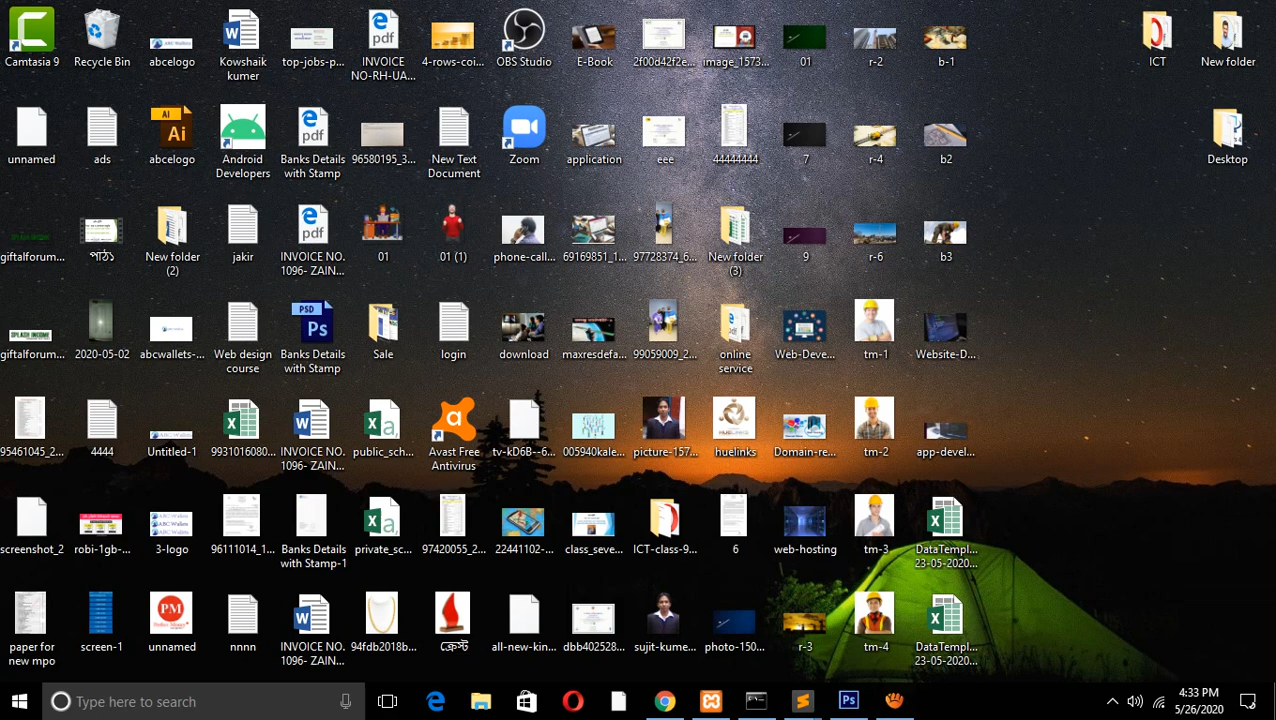 Camtasia 9
Recycle Bin
abcelogo
Kowshaik
kumer
top-jobs-p...
INVOICE
NO-RH-UA...
4-rows-coi...
OBS Studio
E-Book
2f00d42f2e...
image_1573...
01
r-2
b-1
ICT
New folder
unnamed
ads
abcelogo
Android
Developers
Banks Details
with Stamp
96580195_3...
New Text
Document
Zoom
application
eee
44444444
7
r-4
b2
Desktop
giftalforum...
পাঠ১
New folder
(2)
jakir
INVOICE NO.
1096- ZAIN...
01
01 (1)
phone-call...
69169851_1...
97728374_6...
New folder
(3)
9
r-6
b3
giftalforum...
2020-05-02
abcwallets-...
Web design
course
Banks Details
with Stamp
Sale
login
download
maxresdefa...
99059009_2...
online
service
Web-Deve...
tm-1
Website-D...
95461045_2...
4444
Untitled-1
9931016080...
INVOICE NO.
1096- ZAIN...
public_sch...
Avast Free
Antivirus
tv-kD6B--6...
005940kale...
picture-157...
huelinks
Domain-re...
tm-2
app-devel...
screenshot_2
robi-1gb-...
3-logo
96111014_1...
Banks Details
with Stamp-1
private_sc...
97420055_2...
22441102-...
class_seve...
ICT-class-9...
6
web-hosting
tm-3
DataTempl...
23-05-2020...
paper for
new mpo
screen-1
unnamed
nnnn
INVOICE NO.
1096- ZAIN...
94fdb2018b...
ক্রেস্ট
all-new-kin...
dbb402528...
sujit-kume...
photo-150...
r-3
tm-4
DataTempl...
23-05-2020...
Type here to search
4:35 PM
5/26/2020